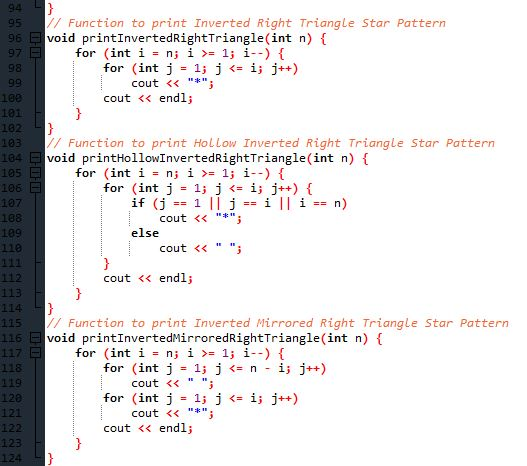 94 }
95 // Function to print Inverted Right Triangle Star Pattern
96 void printInvertedRightTriangle(int n) {
97     for (int i = n; i >= 1; i--) {
98         for (int j = 1; j <= i; j++)
99             cout << "*";
100         cout << endl;
101     }
102 }
103 // Function to print Hollow Inverted Right Triangle Star Pattern
104 void printHollowInvertedRightTriangle(int n) {
105     for (int i = n; i >= 1; i--) {
106         for (int j = 1; j <= i; j++) {
107             if (j == 1 || j == i || i == n)
108                 cout << "*";
109             else
110                 cout << " ";
111         }
112         cout << endl;
113     }
114 }
115 // Function to print Inverted Mirrored Right Triangle Star Pattern
116 void printInvertedMirroredRightTriangle(int n) {
117     for (int i = n; i >= 1; i--) {
118         for (int j = 1; j <= n - i; j++)
119             cout << " ";
120         for (int j = 1; j <= i; j++)
121             cout << "*";
122         cout << endl;
123     }
124 }